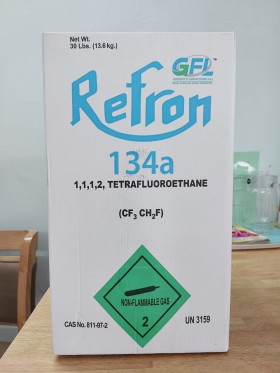 Net Wt.
30 Lbs. (13.6 kg.)
GFL
Refron
134a
1,1,1,2, TETRAFLUOROETHANE
(CF3 CH2F)
NON-FLAMMABLE GAS
2
CAS No. 811-97-2
UN 3159